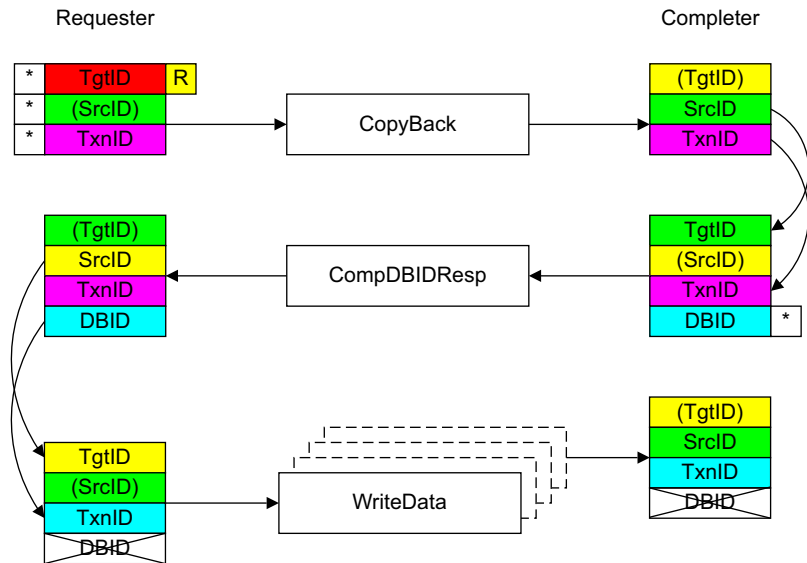 Requester
Completer
* TgtID R
* (SrcID)
* TxnID
CopyBack
(TgtID)
SrcID
TxnID
(TgtID)
SrcID
TxnID
DBID
CompDBIDResp
TgtID
(SrcID)
TxnID
DBID *
TgtID
(SrcID)
TxnID
DBID
WriteData
(TgtID)
SrcID
TxnID
DBID